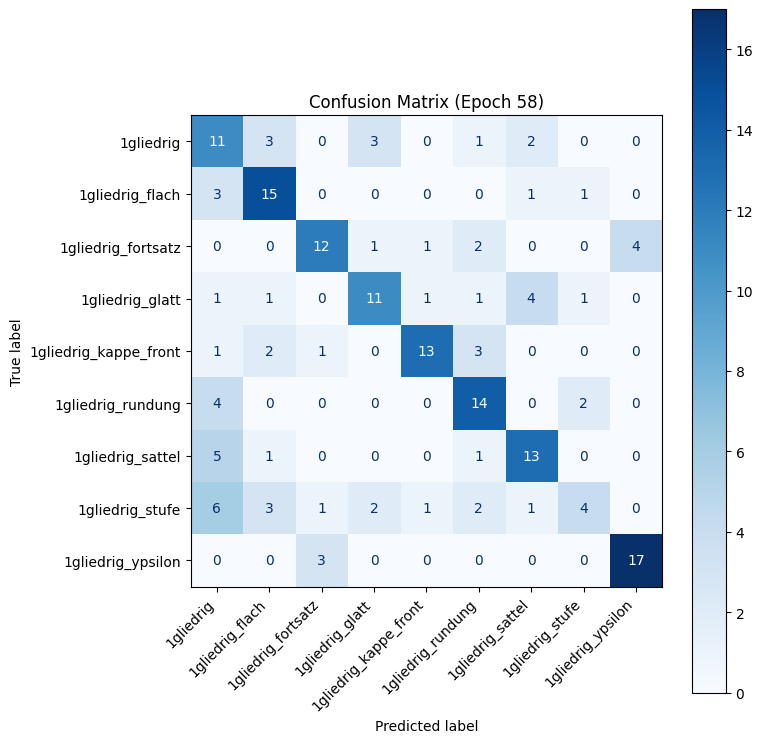 Confusion Matrix (Epoch 58)
True label
1gliedrig 11 3 0 3 0 1 2 0 0
1gliedrig_flach 3 15 0 0 0 0 1 1 0
1gliedrig_fortsatz 0 0 12 1 1 2 0 0 4
1gliedrig_glatt 1 1 0 11 1 1 4 1 0
1gliedrig_kappe_front 1 2 1 0 13 3 0 0 0
1gliedrig_rundung 4 0 0 0 0 14 0 2 0
1gliedrig_sattel 5 1 0 0 0 1 13 0 0
1gliedrig_stufe 6 3 1 2 1 2 1 4 0
1gliedrig_ypsilon 0 0 3 0 0 0 0 0 17
1gliedrig
1gliedrig_flach
1gliedrig_fortsatz
1gliedrig_glatt
1gliedrig_kappe_front
1gliedrig_rundung
1gliedrig_sattel
1gliedrig_stufe
1gliedrig_ypsilon
Predicted label
16
14
12
10
8
6
4
2
0